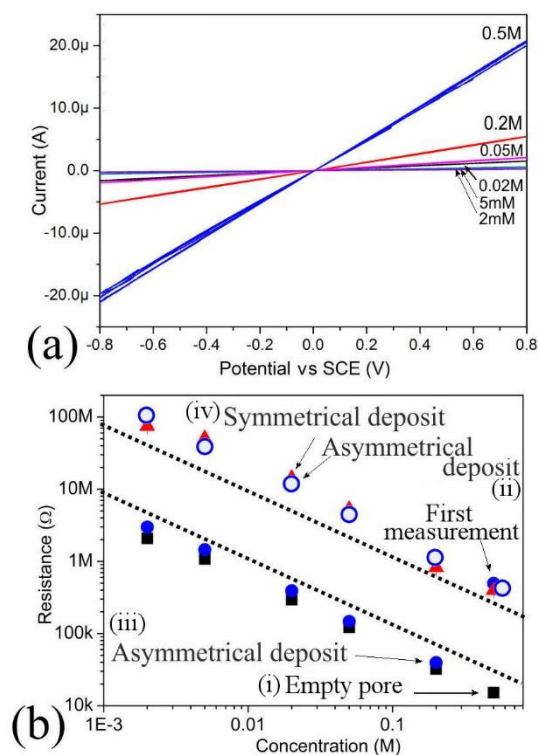 20.0µ
10.0µ
0.0
-10.0µ
-20.0µ
Current (A)
0.5M
0.2M
0.05M
0.02M
5mM
2mM
-0.8 -0.6 -0.4 -0.2 0.0 0.2 0.4 0.6 0.8
Potential vs SCE (V)
(a)
100M
10M
1M
100k
10k
Resistance (Ω)
(iv) Symmetrical deposit
Asymmetrical
deposit
(ii)
First
measurement
(iii)
Asymmetrical deposit
(i) Empty pore
1E-3 0.01 0.1
Concentration (M)
(b)